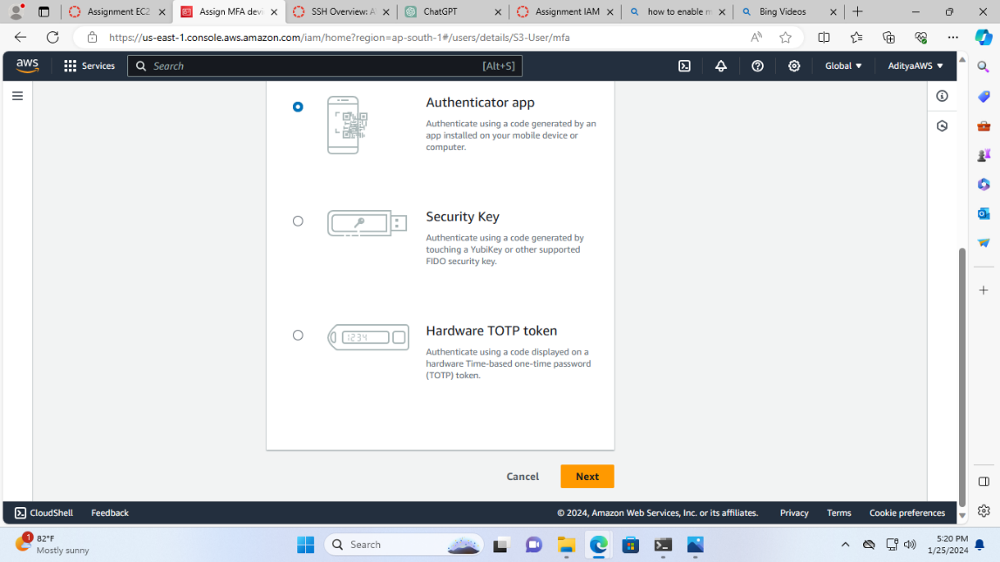 Assignment EC2
Assign MFA devi
SSH Overview: A
ChatGPT
Assignment IAM
how to enable m
Bing Videos
https://us-east-1.console.aws.amazon.com/iam/home?region=ap-south-1#/users/details/S3-User/mfa
aws
Services
Search
[Alt+S]
Global
AdityaAWS
Authenticator app
Authenticate using a code generated by an
app installed on your mobile device or
computer.
Security Key
Authenticate using a code generated by
touching a YubiKey or other supported
FIDO security key.
1234
Hardware TOTP token
Authenticate using a code displayed on a
hardware Time-based one-time password
(TOTP) token.
Cancel
Next
CloudShell
Feedback
© 2024, Amazon Web Services, Inc. or its affiliates.
Privacy
Terms
Cookie preferences
1
82°F
Mostly sunny
Search
5:20 PM
1/25/2024